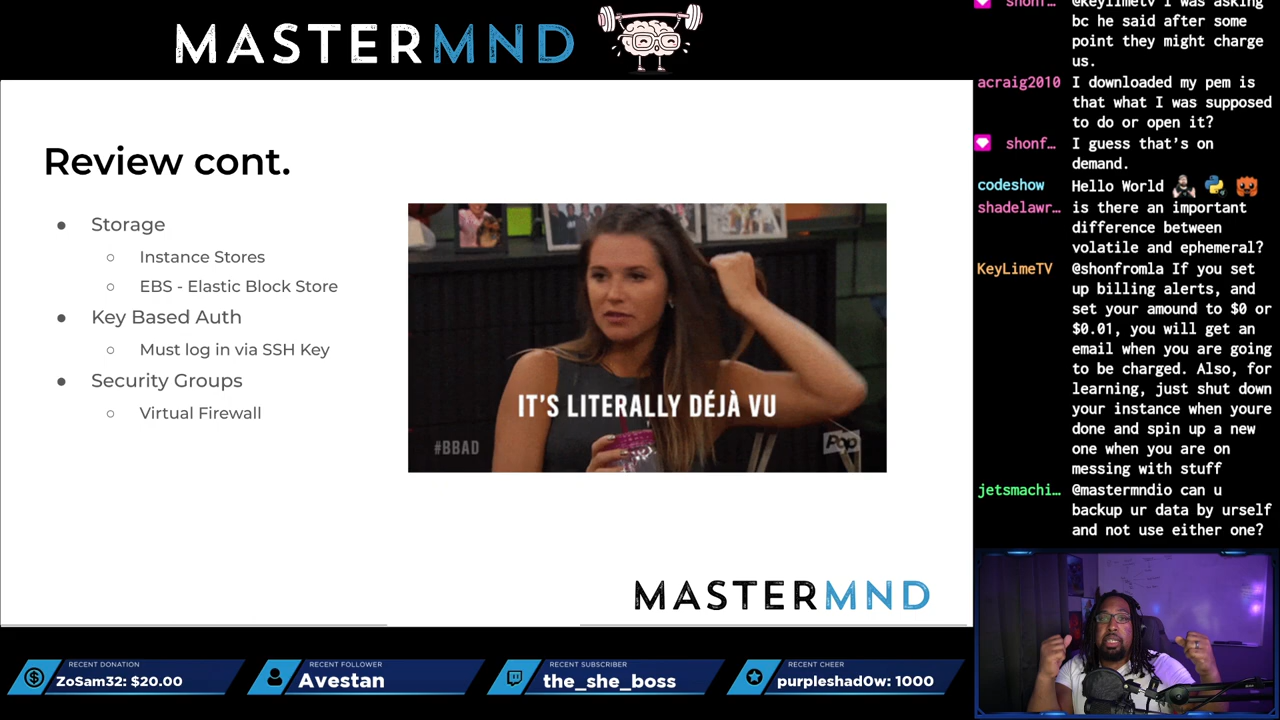 MASTERMND
Review cont.
Storage
Instance Stores
EBS - Elastic Block Store
Key Based Auth
Must log in via SSH Key
Security Groups
Virtual Firewall
IT'S LITERALLY DÉJÀ VU
#BBAD
Pop
MASTERMND
shonf… @keylimetv I was asking
bc he said after some
point they might charge
us.
acraig2010 I downloaded my pem is
that what I was supposed
to do or open it?
shonf… I guess that's on
demand.
codeshow Hello World
shadelawr… is there an important
difference between
volatile and ephemeral?
KeyLimeTV @shonfromla If you set
up billing alerts, and
set your amound to $0 or
$0.01, you will get an
email when you are going
to be charged. Also, for
learning, just shut down
your instance when youre
done and spin up a new
one when you are on
messing with stuff
jetsmachi… @mastermndio can u
backup ur data by urself
and not use either one?
RECENT DONATION
ZoSam32: $20.00
RECENT FOLLOWER
Avestan
RECENT SUBSCRIBER
the_she_boss
RECENT CHEER
purpleshad0w: 1000